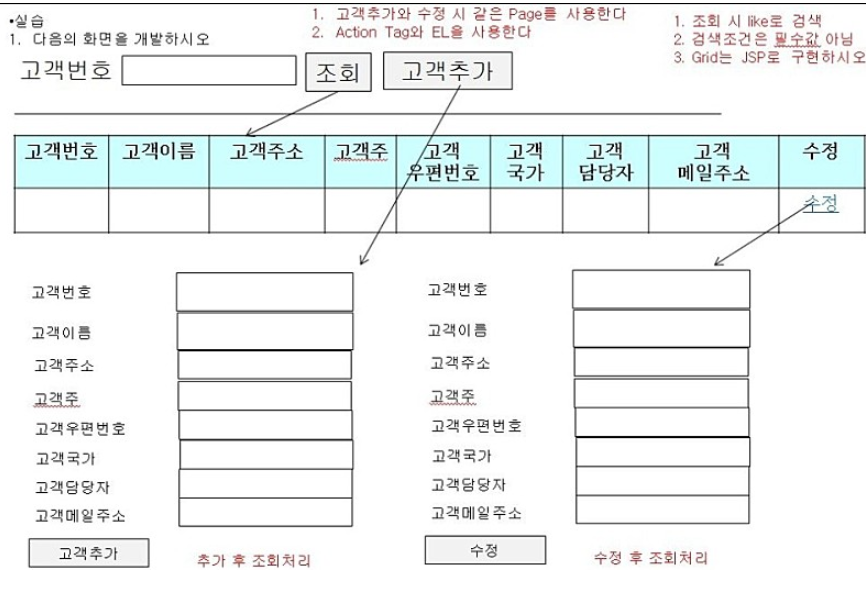 •실습
1. 다음의 화면을 개발하시오
1. 고객추가와 수정 시 같은 Page를 사용한다
2. Action Tag와 EL을 사용한다
1. 조회 시 like로 검색
2. 검색조건은 필수값 아님
3. Grid는 JSP로 구현하시오
고객번호 조회 고객추가
고객번호 고객이름 고객주소 고객주 고객 우편번호 고객 국가 고객 담당자 고객 메일주소 수정
수정
고객번호
고객이름
고객주소
고객주
고객우편번호
고객국가
고객담당자
고객메일주소
고객추가 추가 후 조회처리
고객번호
고객이름
고객주소
고객주
고객우편번호
고객국가
고객담당자
고객메일주소
수정 수정 후 조회처리